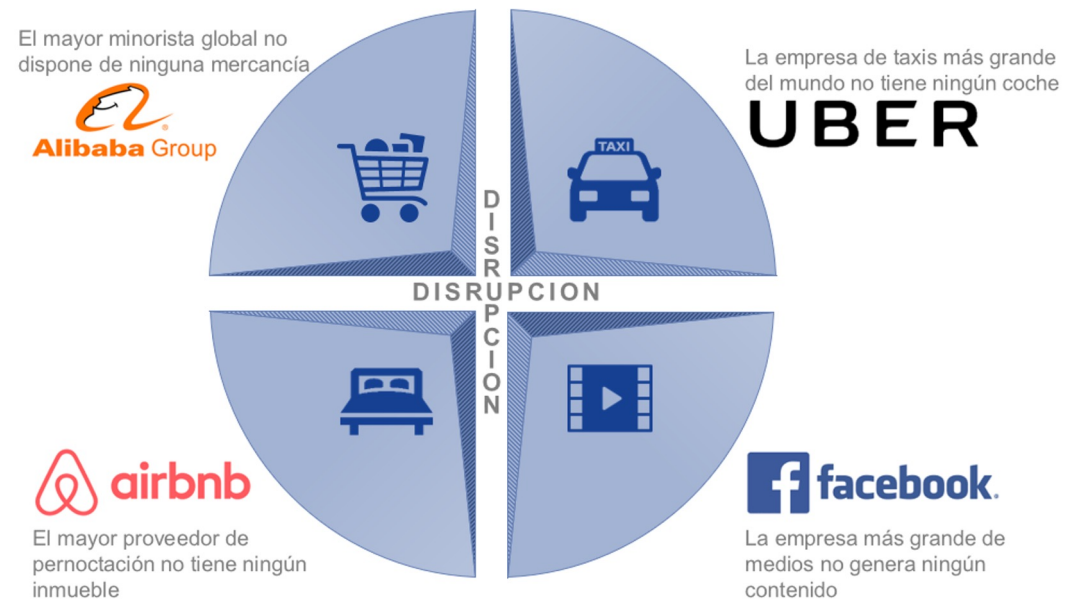 El mayor minorista global no
dispone de ninguna mercancía
Alibaba Group
La empresa de taxis más grande
del mundo no tiene ningún coche
UBER
TAXI
DISRUPCION
DISRUPCION
airbnb
El mayor proveedor de
pernoctación no tiene ningún
inmueble
f facebook.
La empresa más grande de
medios no genera ningún
contenido